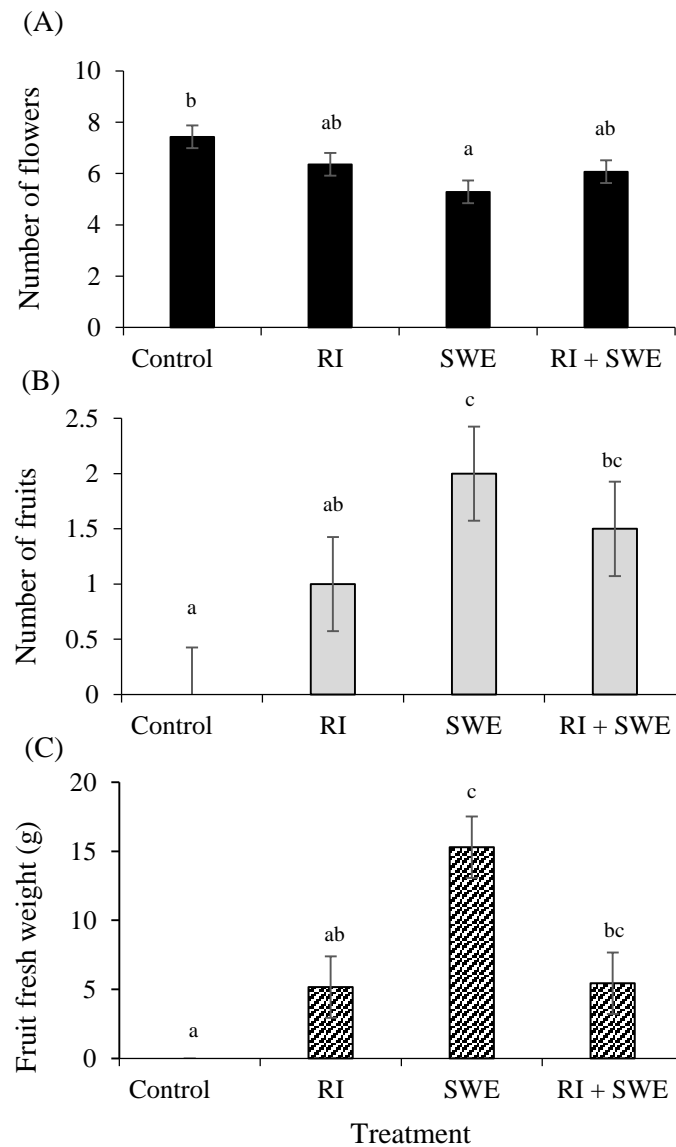 (A)
Number of flowers
10
8
6
4
2
0
b
ab
a
ab
Control RI SWE RI + SWE
(B)
Number of fruits
2.5
2
1.5
1
0.5
0
a
ab
c
bc
Control RI SWE RI + SWE
(C)
Fruit fresh weight (g)
20
15
10
5
0
a
ab
c
bc
Control RI SWE RI + SWE
Treatment